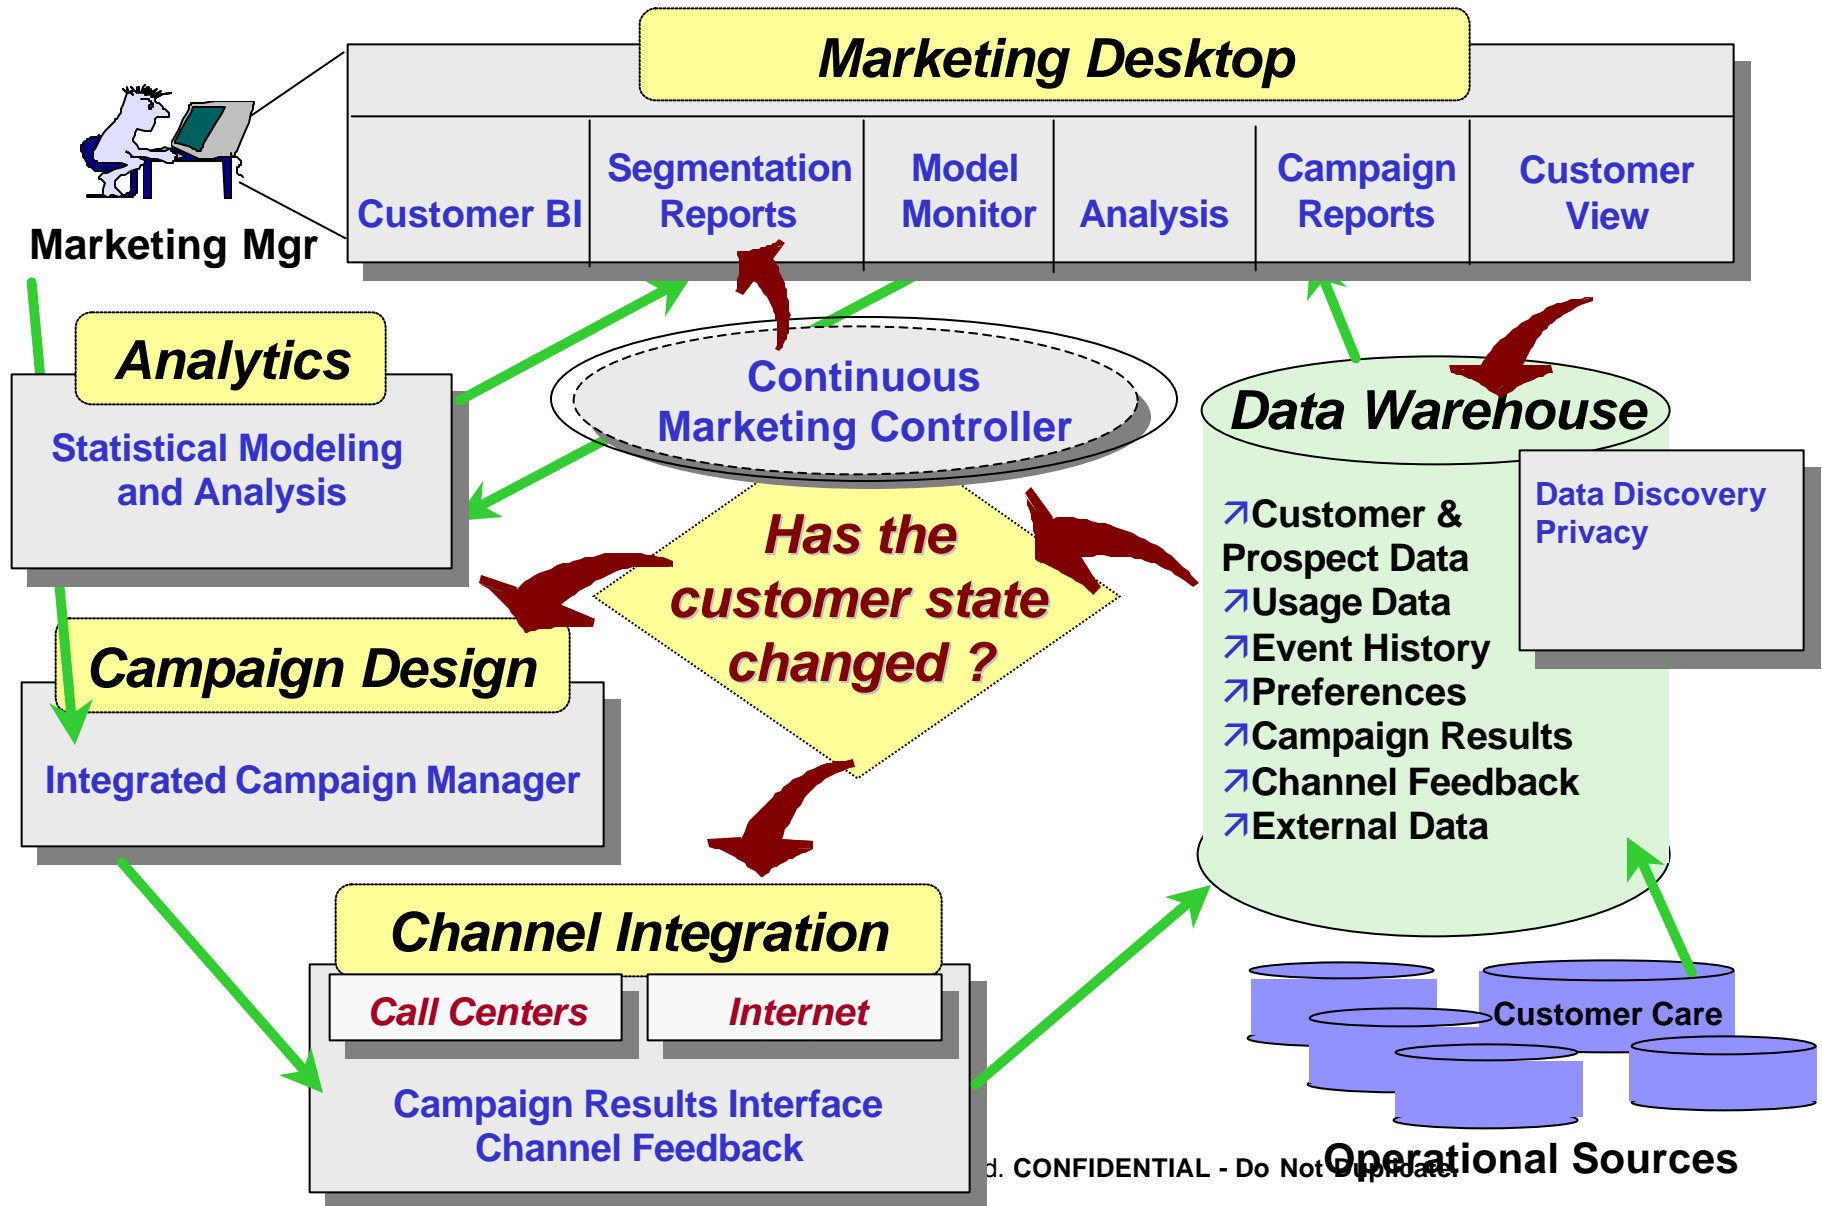 Marketing Desktop
Segmentation
Reports
Model
Monitor
Campaign
Reports
Customer
View
Customer BI
Analysis
Marketing Mgr
Analytics
Statistical Modeling
and Analysis
Continuous
Marketing Controller
Data Warehouse
Data Discovery
Privacy
Customer &
Prospect Data
Usage Data
Event History
Preferences
Campaign Results
Channel Feedback
External Data
Has the
customer state
changed ?
Campaign Design
Integrated Campaign Manager
Channel Integration
Call Centers
Internet
Campaign Results Interface
Channel Feedback
Customer Care
Operational Sources
d. CONFIDENTIAL - Do Not Duplicate.